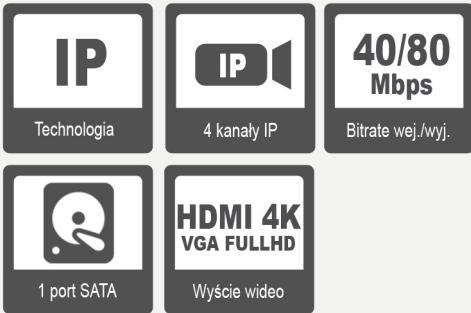 IP
Technologia
IP
4 kanały IP
40/80
Mbps
Bitrate wej./wyj.
1 port SATA
HDMI 4K
VGA FULLHD
Wyście wideo